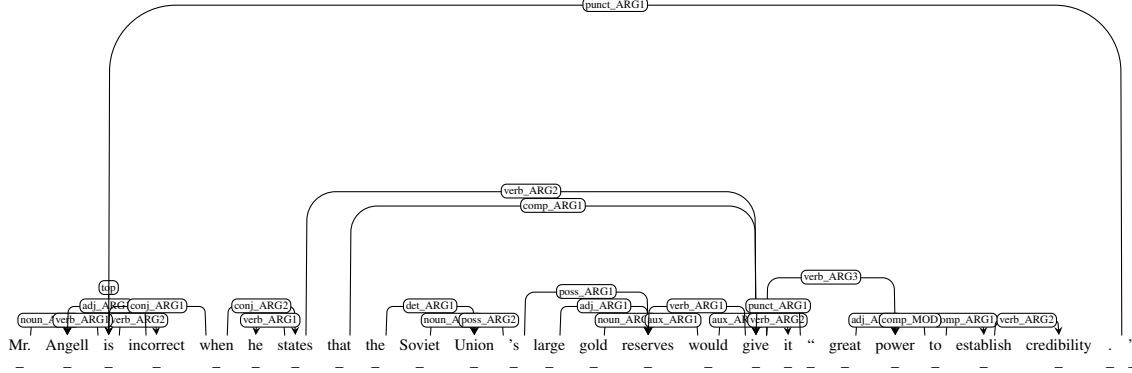 punct_ARG1
verb_ARG2
comp_ARG1
verb_ARG3
top poss_ARG1
conj_ARG1 conj_ARG2 det_ARG1 adj_ARG1 verb_ARG1 punct_ARG1
verb_ARG1 verb_ARG2 verb_ARG1 poss_ARG2 aux_ARG1 verb_ARG2 comp_MOD verb_ARG2
Mr. Angell is incorrect when he states that the Soviet Union 's large gold reserves would give it “ great power to establish credibility . ”
_ _ _ _ _ _ _ _ _ _ _ _ _ _ _ _ _ _ _ _ _ _ _ _ _ _